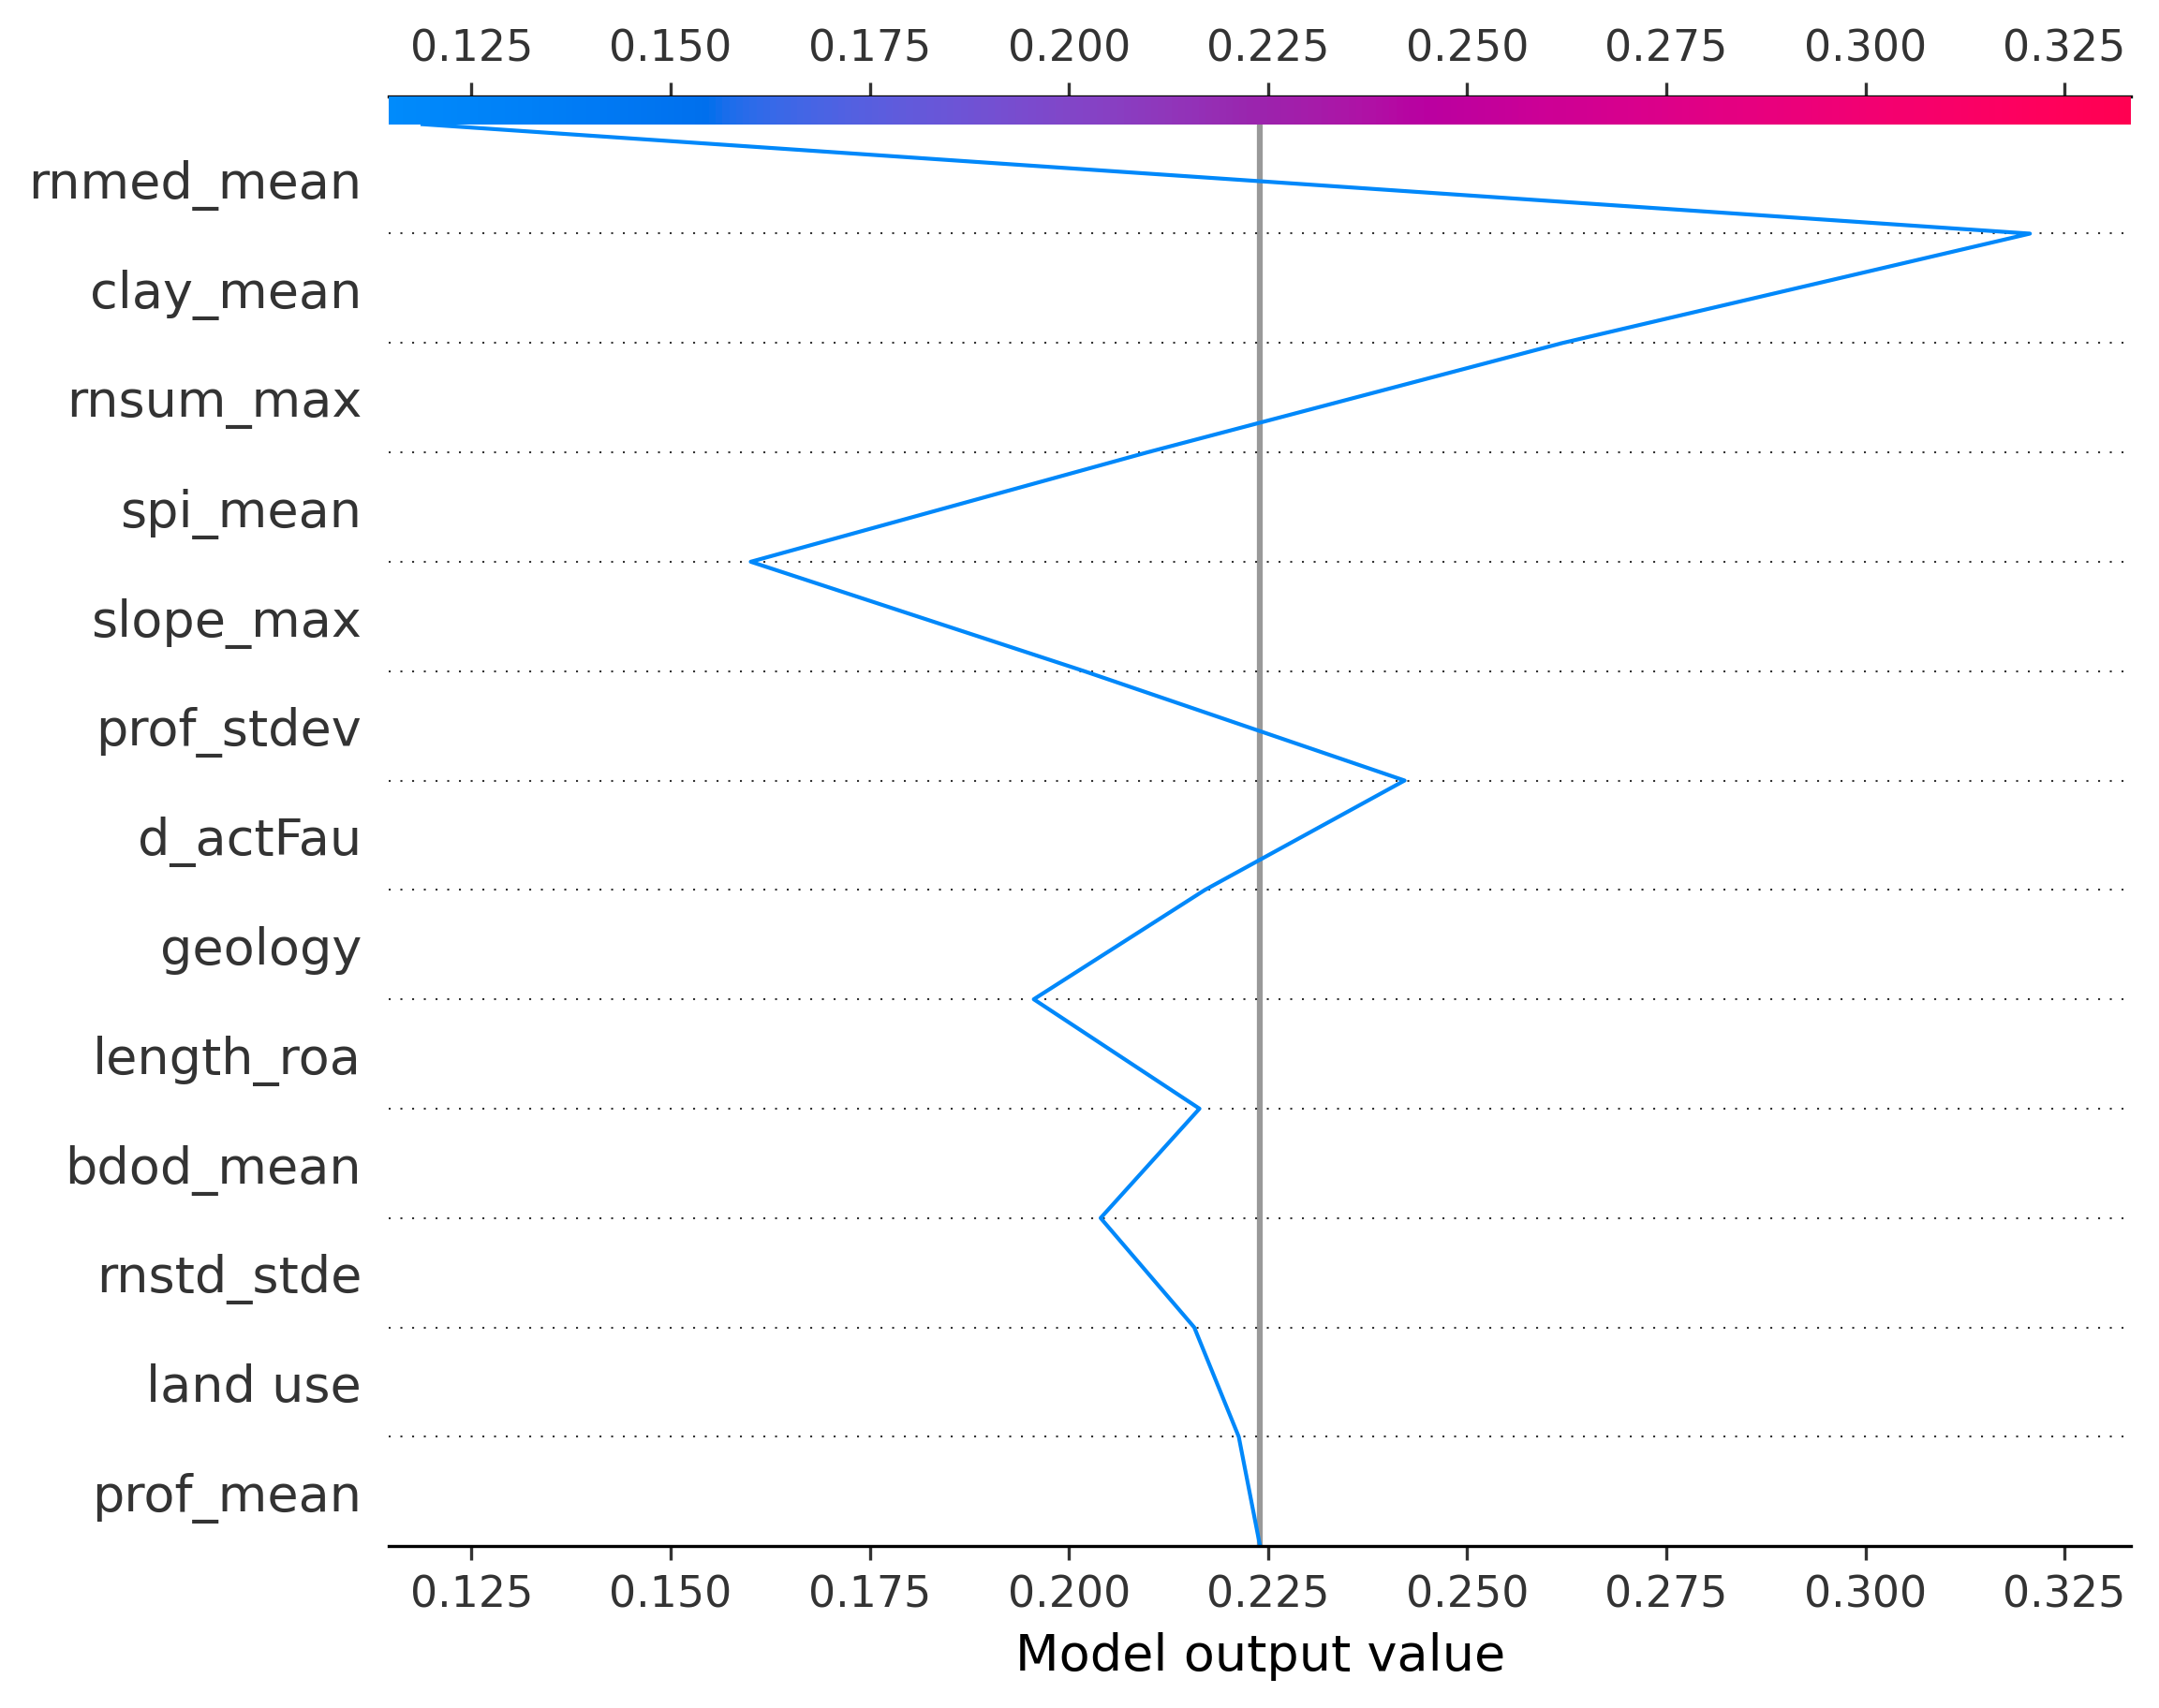 0.125 0.150 0.175 0.200 0.225 0.250 0.275 0.300 0.325
rnmed_mean
clay_mean
rnsum_max
spi_mean
slope_max
prof_stdev
d_actFau
geology
length_roa
bdod_mean
rnstd_stde
land use
prof_mean
0.125 0.150 0.175 0.200 0.225 0.250 0.275 0.300 0.325
Model output value